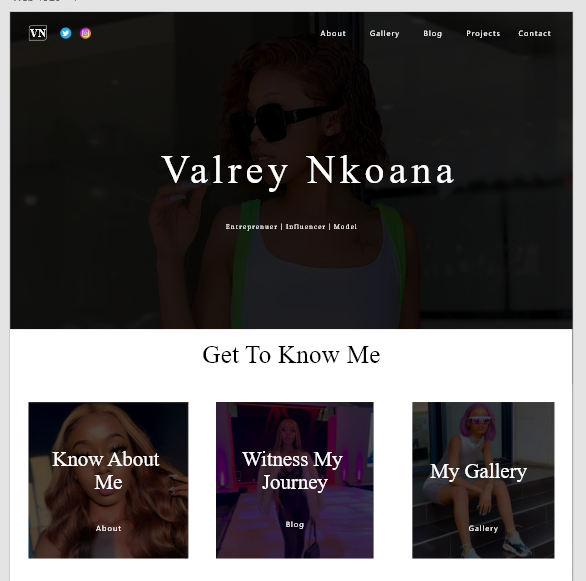 VN
About Gallery Blog Projects Contact
Valrey Nkoana
Entreprenuer | Influencer | Model
Get To Know Me
Know About
Me
About
Witness My
Journey
Blog
My Gallery
Gallery